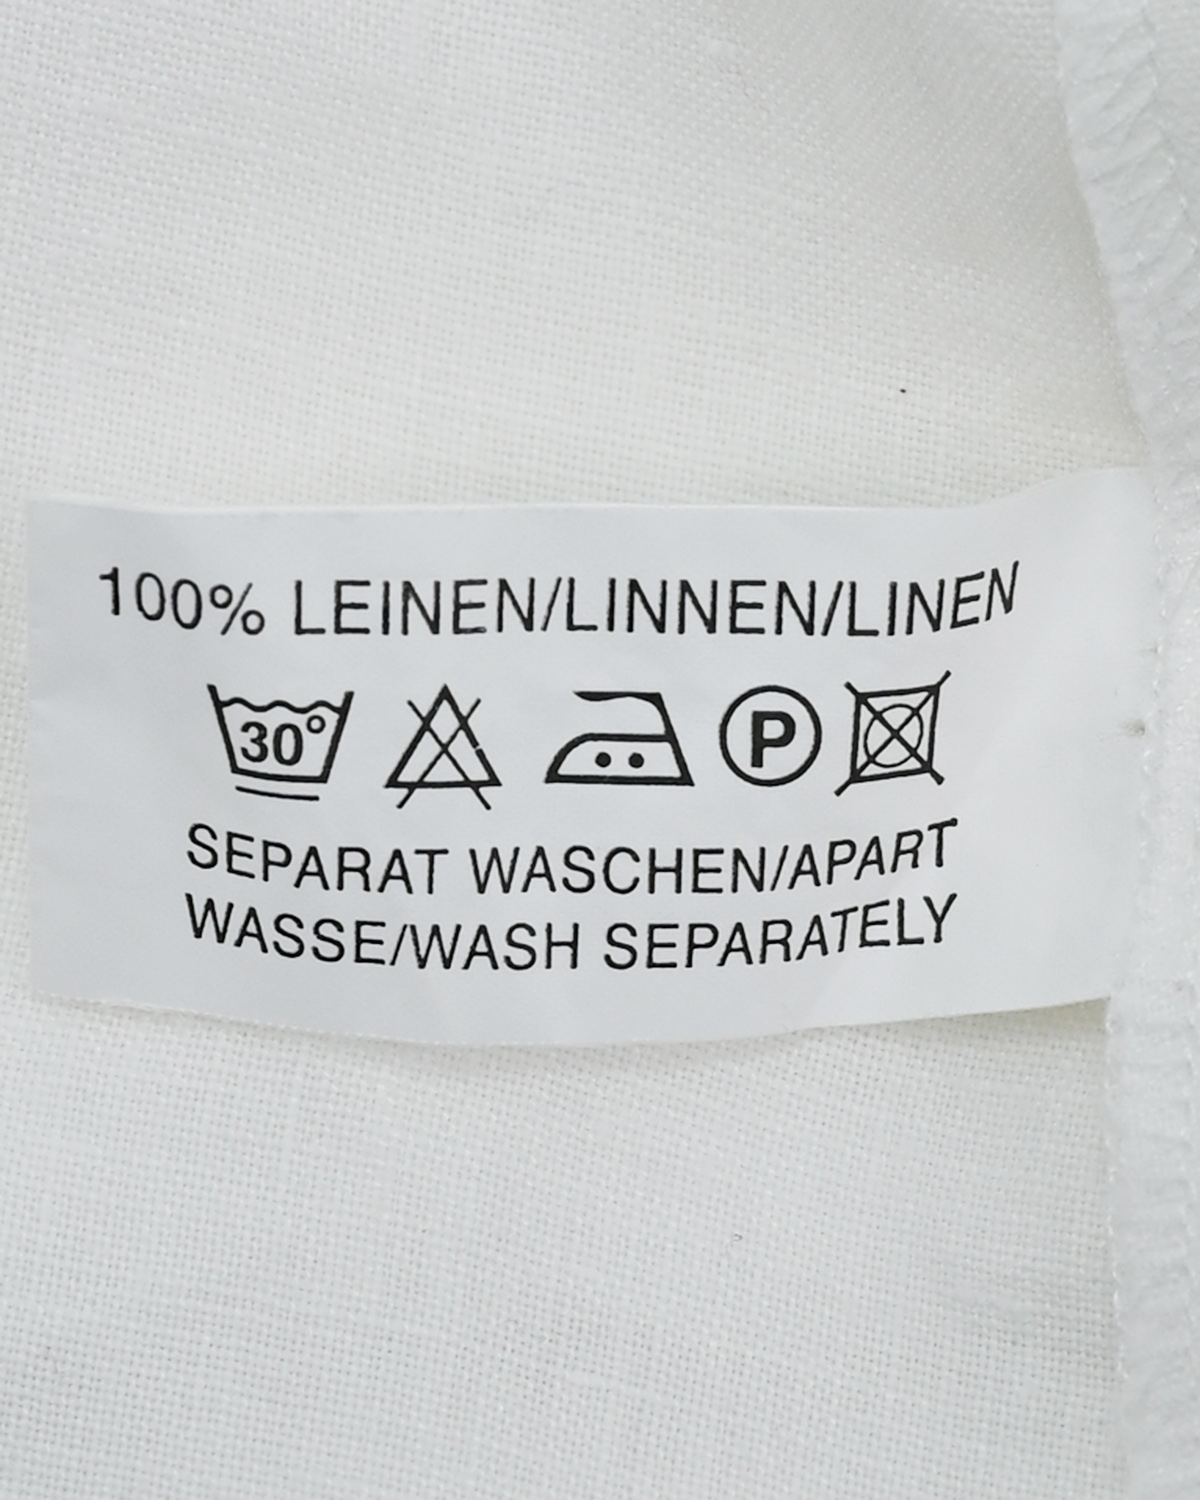 100% LEINEN/LINNEN/LINEN
30° P
SEPARAT WASCHEN/APART
WASSE/WASH SEPARATELY